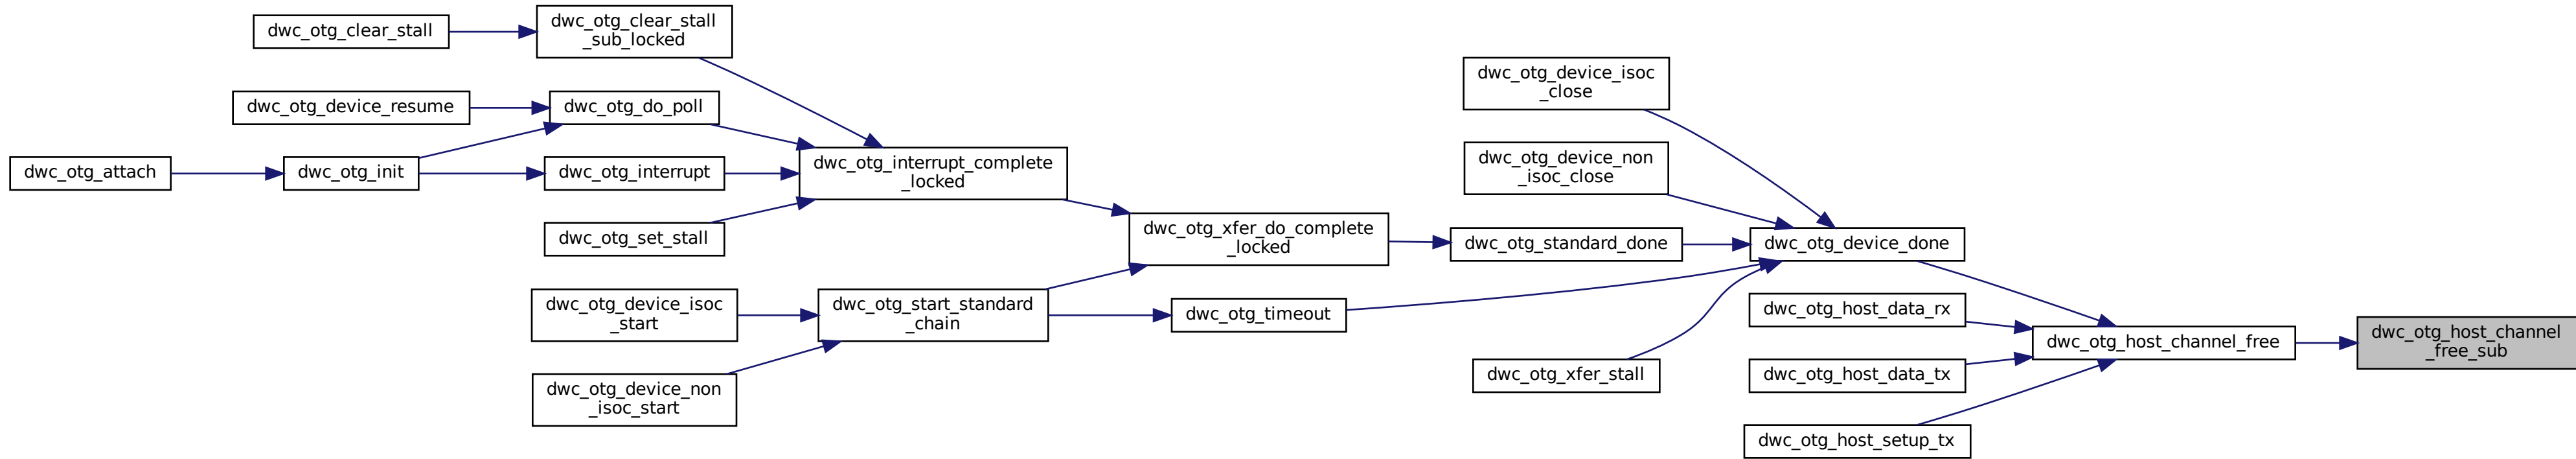 dwc_otg_clear_stall
dwc_otg_clear_stall
_sub_locked
dwc_otg_device_resume
dwc_otg_do_poll
dwc_otg_attach
dwc_otg_init
dwc_otg_interrupt
dwc_otg_set_stall
dwc_otg_interrupt_complete
_locked
dwc_otg_device_isoc
_start
dwc_otg_device_non
_isoc_start
dwc_otg_start_standard
_chain
dwc_otg_xfer_do_complete
_locked
dwc_otg_timeout
dwc_otg_device_isoc
_close
dwc_otg_device_non
_isoc_close
dwc_otg_standard_done
dwc_otg_xfer_stall
dwc_otg_device_done
dwc_otg_host_data_rx
dwc_otg_host_data_tx
dwc_otg_host_setup_tx
dwc_otg_host_channel_free
dwc_otg_host_channel
_free_sub